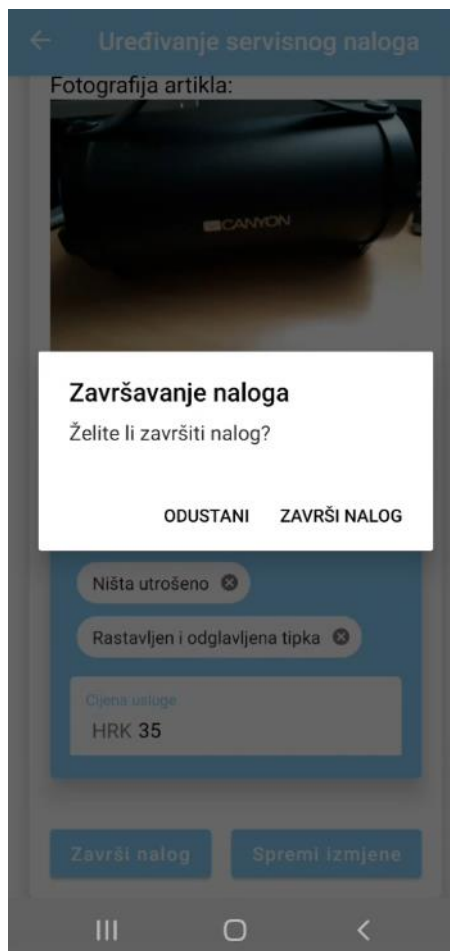 Uređivanje servisnog naloga
Fotografija artikla:
CANYON
Završavanje naloga
Želite li završiti nalog?
ODUSTANI ZAVRŠI NALOG
Ništa utrošeno
Rastavljen i odglavljena tipka
Cijena usluge
HRK 35
Završi nalog Spremi izmjene